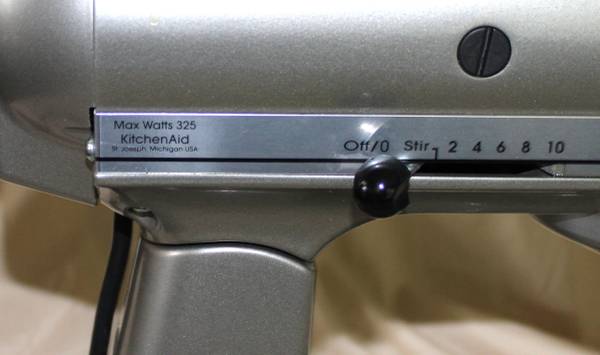 Max Watts 325
KitchenAid
St. Joseph, Michigan USA
Off/0 Stir 2 4 6 8 10